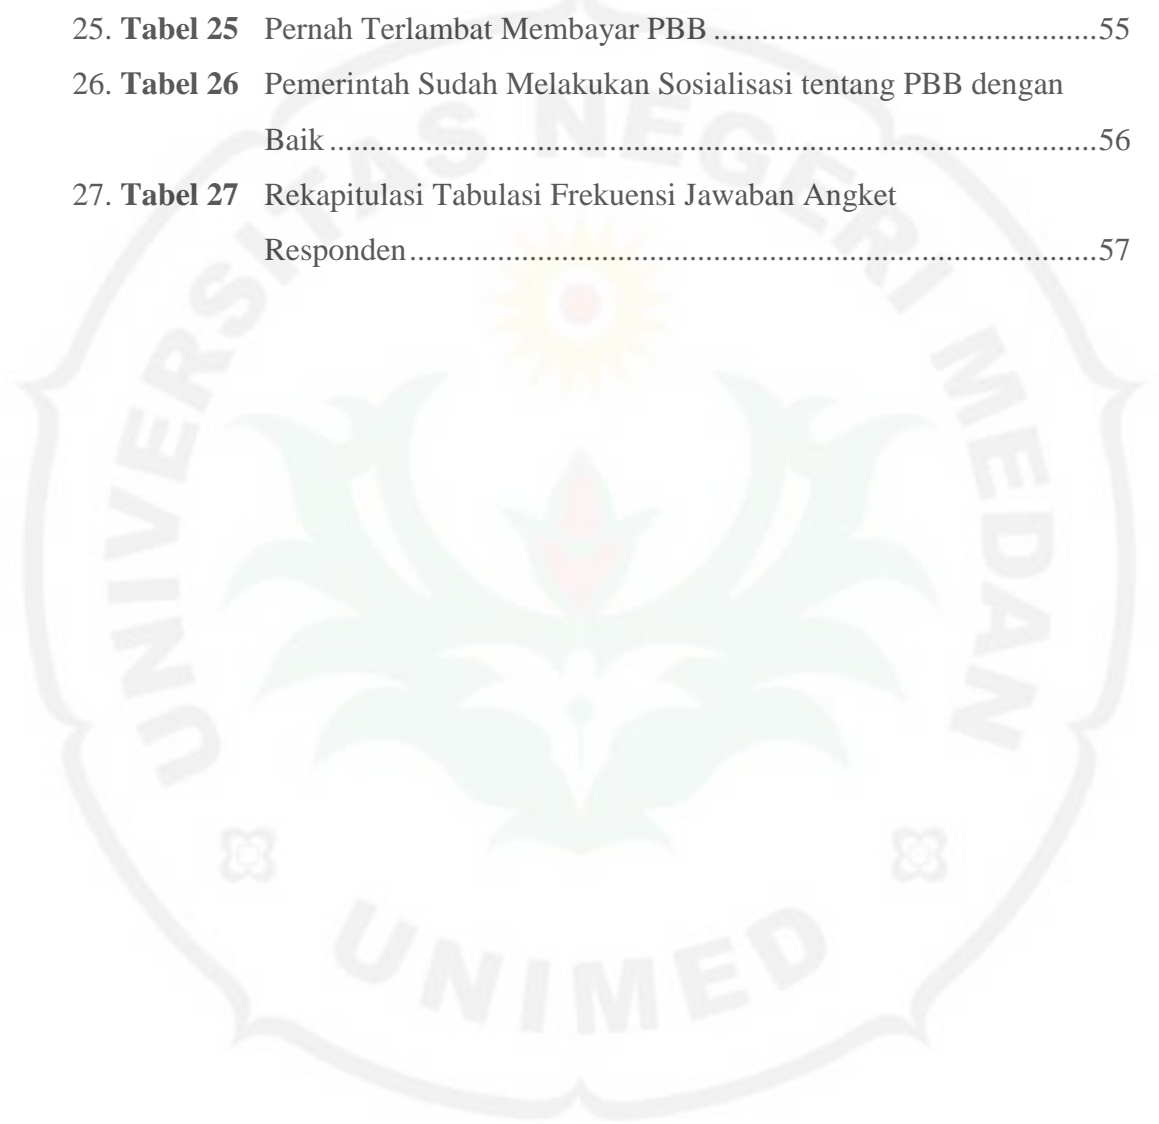 25. Tabel 25 Pernah Terlambat Membayar PBB ...............................................55
26. Tabel 26 Pemerintah Sudah Melakukan Sosialisasi tentang PBB dengan
Baik ..............................................................................................56
27. Tabel 27 Rekapitulasi Tabulasi Frekuensi Jawaban Angket
Responden.....................................................................................57
UNIVERSITAS NEGERI MEDAN
UNIMED